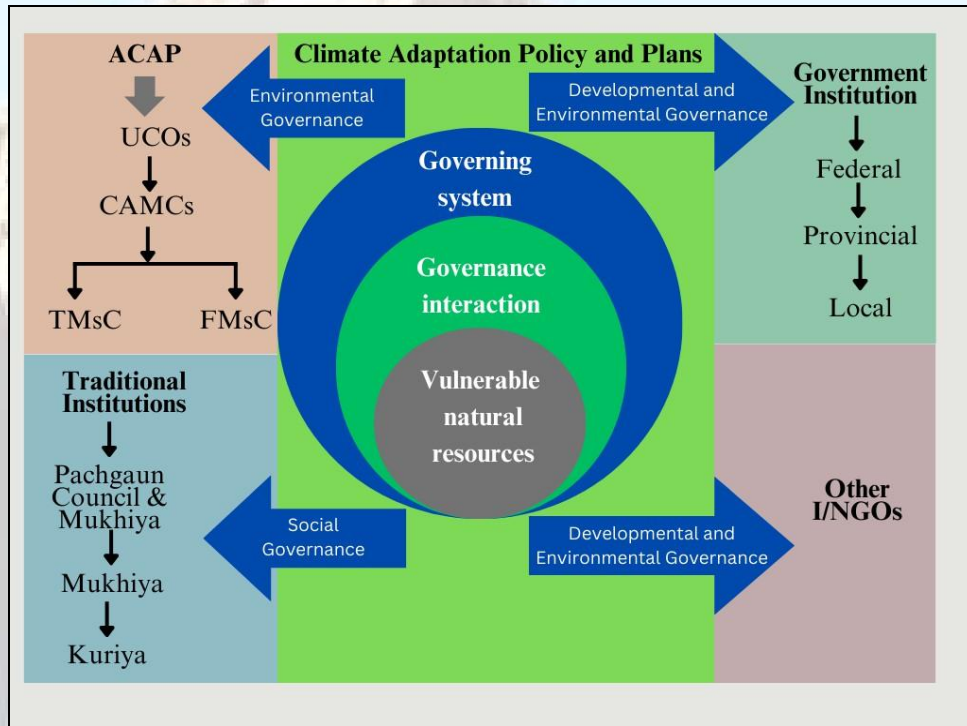 ACAP
UCOs
CAMCs
TMsC
FMsC
Climate Adaptation Policy and Plans
Environmental
Governance
Developmental and
Environmental Governance
Government
Institution
Federal
Provincial
Local
Governing
system
Governance
interaction
Vulnerable
natural
resources
Traditional
Institutions
Pachgaun
Council &
Mukhiya
Mukhiya
Kuriya
Social
Governance
Developmental and
Environmental Governance
Other
I/NGOs